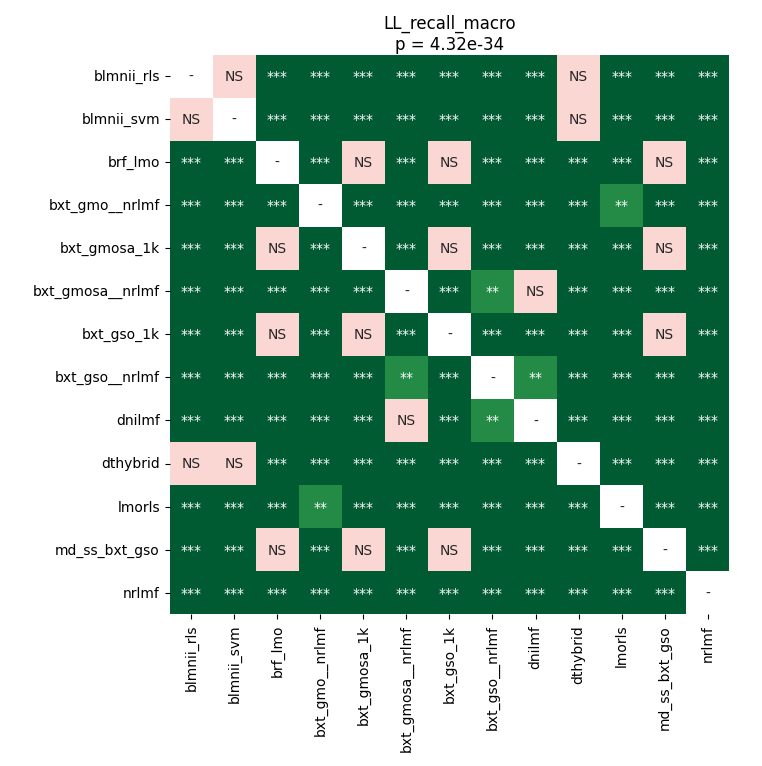 LL_recall_macro
p = 4.32e-34
blmnii_rls - NS *** *** *** *** *** *** *** NS *** *** ***
blmnii_svm NS - *** *** *** *** *** *** *** NS *** *** ***
brf_lmo *** *** - *** NS *** NS *** *** *** *** NS ***
bxt_gmo__nrlmf *** *** *** - *** *** *** *** *** *** ** *** ***
bxt_gmosa_1k *** *** NS *** - *** NS *** *** *** *** NS ***
bxt_gmosa__nrlmf *** *** *** *** *** - *** ** NS *** *** *** ***
bxt_gso_1k *** *** NS *** NS *** - *** *** *** *** NS ***
bxt_gso__nrlmf *** *** *** *** *** ** *** - ** *** *** *** ***
dnilmf *** *** *** *** *** NS *** ** - *** *** *** ***
dthybrid NS NS *** *** *** *** *** *** *** - *** *** ***
lmorls *** *** *** ** *** *** *** *** *** *** - *** ***
md_ss_bxt_gso *** *** NS *** NS *** NS *** *** *** *** - ***
nrlmf *** *** *** *** *** *** *** *** *** *** *** *** -
blmnii_rls
blmnii_svm
brf_lmo
bxt_gmo__nrlmf
bxt_gmosa_1k
bxt_gmosa__nrlmf
bxt_gso_1k
bxt_gso__nrlmf
dnilmf
dthybrid
lmorls
md_ss_bxt_gso
nrlmf